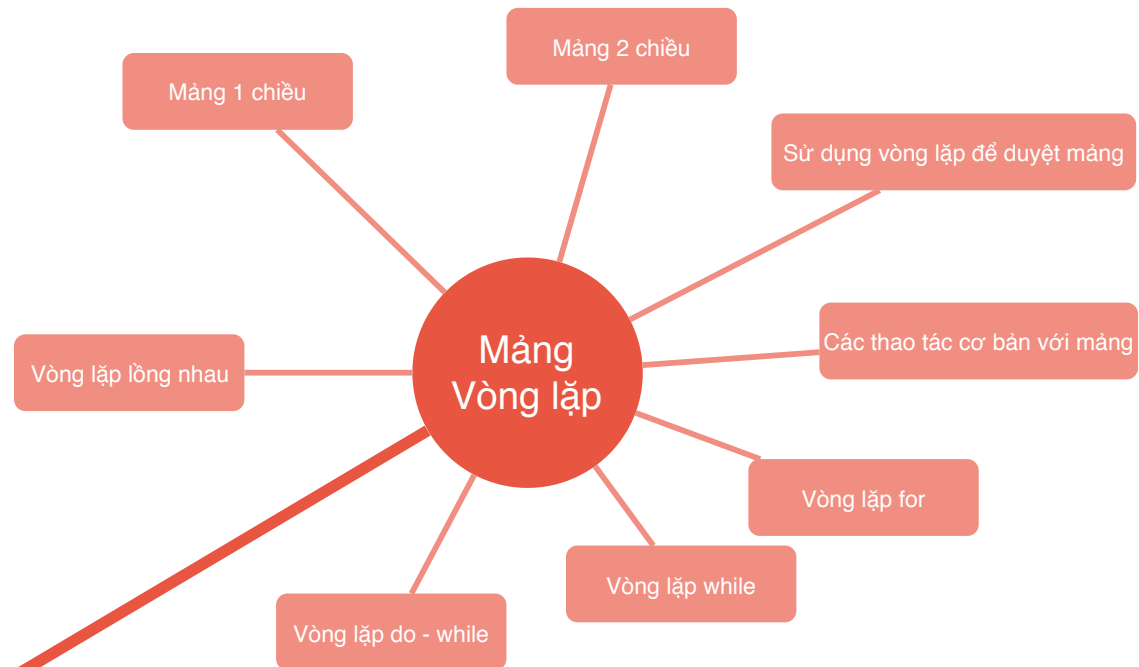 Mảng 2 chiều
Mảng 1 chiều
Sử dụng vòng lặp để duyệt mảng
Các thao tác cơ bản với mảng
Mảng
Vòng lặp
Vòng lặp lồng nhau
Vòng lặp for
Vòng lặp while
Vòng lặp do - while